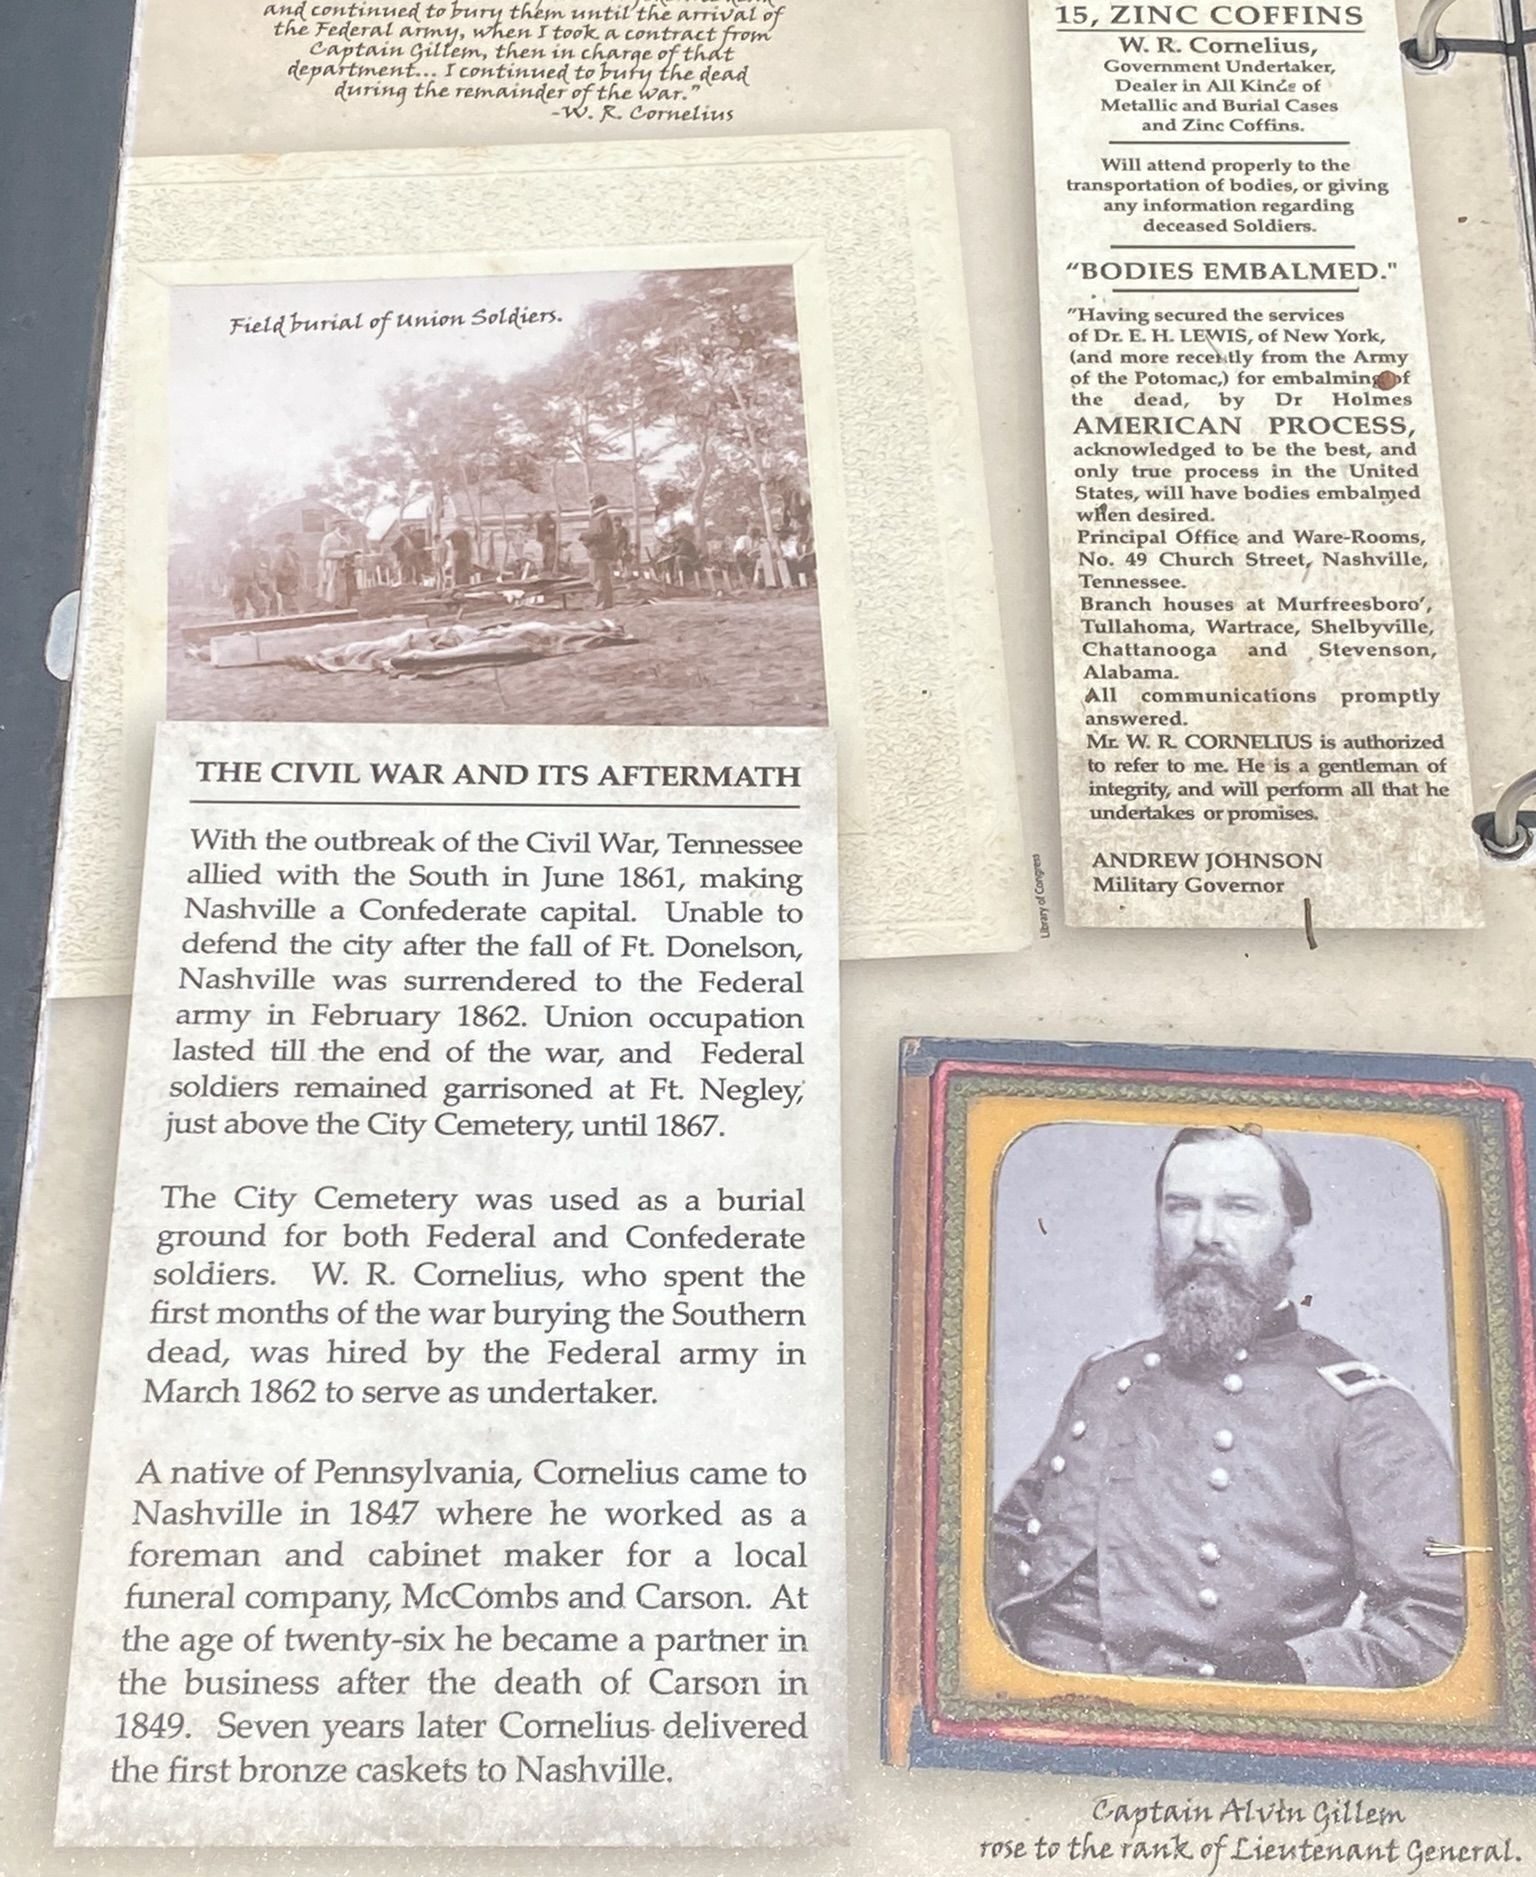 and continued to bury them until the arrival of
the Federal army, when I took a contract from
Captain Gillem, then in charge of that
department... I continued to bury the dead
during the remainder of the war."
-W. R. Cornelius
Field burial of Union Soldiers.
THE CIVIL WAR AND ITS AFTERMATH
With the outbreak of the Civil War, Tennessee
allied with the South in June 1861, making
Nashville a Confederate capital. Unable to
defend the city after the fall of Ft. Donelson,
Nashville was surrendered to the Federal
army in February 1862. Union occupation
lasted till the end of the war, and Federal
soldiers remained garrisoned at Ft. Negley,
just above the City Cemetery, until 1867.
The City Cemetery was used as a burial
ground for both Federal and Confederate
soldiers. W. R. Cornelius, who spent the
first months of the war burying the Southern
dead, was hired by the Federal army in
March 1862 to serve as undertaker.
A native of Pennsylvania, Cornelius came to
Nashville in 1847 where he worked as a
foreman and cabinet maker for a local
funeral company, McCombs and Carson. At
the age of twenty-six he became a partner in
the business after the death of Carson in
1849. Seven years later Cornelius delivered
the first bronze caskets to Nashville.
15, ZINC COFFINS
W. R. Cornelius,
Government Undertaker,
Dealer in All Kinds of
Metallic and Burial Cases
and Zinc Coffins.
Will attend properly to the
transportation of bodies, or giving
any information regarding
deceased Soldiers.
"BODIES EMBALMED."
"Having secured the services
of Dr. E. H. LEWIS, of New York,
(and more recently from the Army
of the Potomac,) for embalming of
the dead, by Dr Holmes
AMERICAN PROCESS,
acknowledged to be the best, and
only true process in the United
States, will have bodies embalmed
when desired.
Principal Office and Ware-Rooms,
No. 49 Church Street, Nashville,
Tennessee.
Branch houses at Murfreesboro',
Tullahoma, Wartrace, Shelbyville,
Chattanooga and Stevenson,
Alabama.
All communications promptly
answered.
Mr. W. R. CORNELIUS is authorized
to refer to me. He is a gentleman of
integrity, and will perform all that he
undertakes or promises.
ANDREW JOHNSON
Military Governor
Library of Congress
Captain Alvin Gillem
rose to the rank of Lieutenant General.